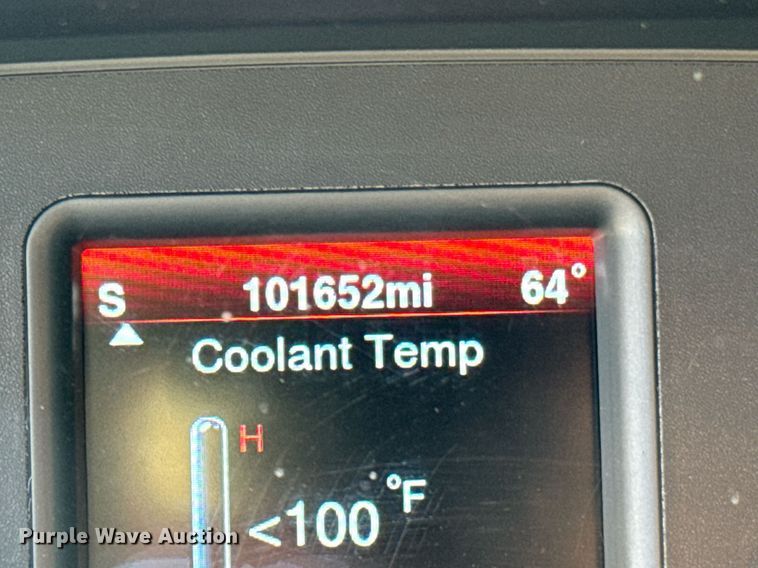 S 101652mi 64°
Coolant Temp
H
<100 °F
Purple Wave Auction